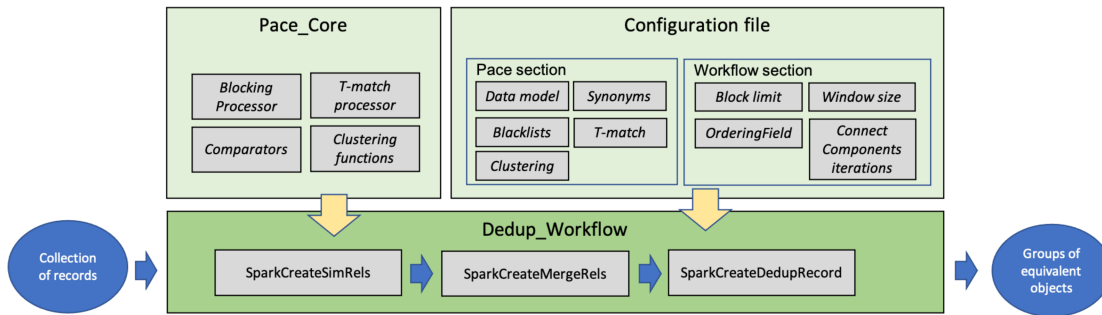 Pace_Core
Blocking
Processor
T-match
processor
Comparators
Clustering
functions
Configuration file
Pace section
Data model
Synonyms
Blacklists
T-match
Clustering
Workflow section
Block limit
Window size
OrderingField
Connect
Components
iterations
Collection
of records
Dedup_Workflow
SparkCreateSimRels
SparkCreateMergeRels
SparkCreateDedupRecord
Groups of
equivalent
objects